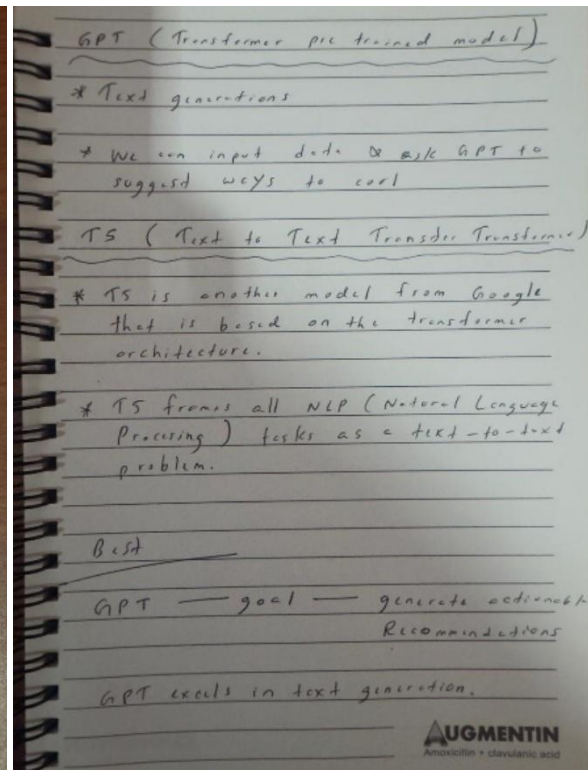 GPT (Transformer pre trained model)
* Text generations
* We can input data & ask GPT to
suggest ways to
T5 (Text to Text Transfer Transformer)
* T5 is another model from Google
that is based on the transformer
architecture.
* T5 frames all NLP (Natural Language
Processing) tasks as a text-to-text
problem.
Best
GPT — goal — generate actionable
Recommendations
GPT excels in text generation.
AUGMENTIN
Amoxicillin + clavulanic acid